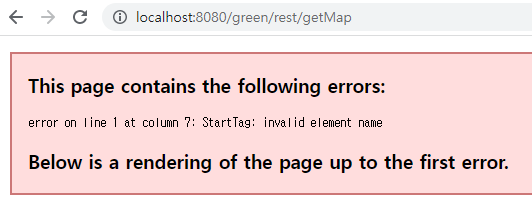 localhost:8080/green/rest/getMap
This page contains the following errors:
error on line 1 at column 7: StartTag: invalid element name
Below is a rendering of the page up to the first error.